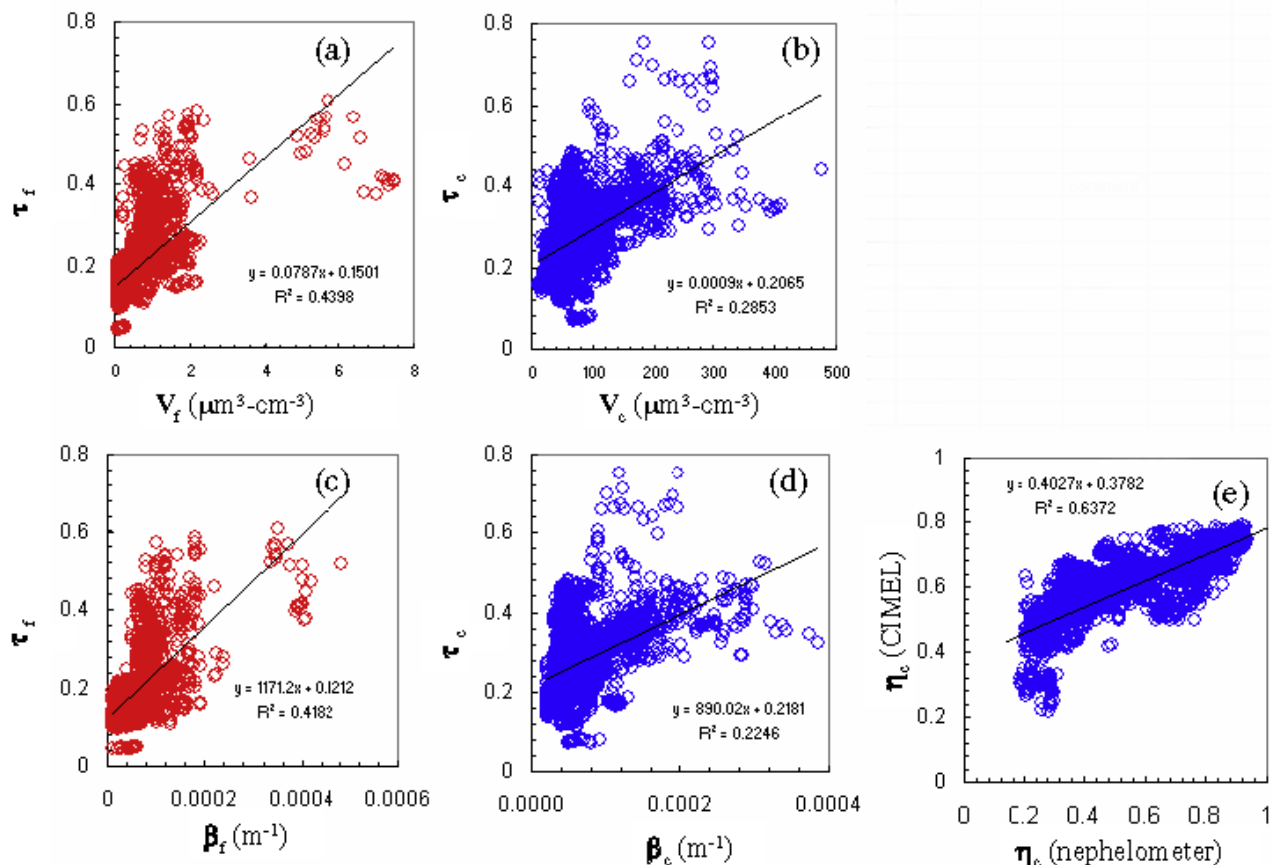 0.8
0.6
0.4
0.2
0
τf
(a)
y = 0.0787x + 0.1501
R² = 0.4398
0 2 4 6 8
Vf (μm³-cm⁻³)
0.8
0.6
0.4
0.2
0
τc
(b)
y = 0.0009x + 0.2065
R² = 0.2853
0 100 200 300 400 500
Vc (μm³-cm⁻³)
0.8
0.6
0.4
0.2
0
τf
(c)
y = 1171.2x + 0.1212
R² = 0.4182
0 0.0002 0.0004 0.0006
βf (m⁻¹)
0.8
0.6
0.4
0.2
0
τc
(d)
y = 890.02x + 0.2181
R² = 0.2246
0.0000 0.0002 0.0004
βc (m⁻¹)
1
0.8
0.6
0.4
0.2
0
ηc (CIMEL)
y = 0.4027x + 0.3782
R² = 0.6372
(e)
0 0.2 0.4 0.6 0.8 1
ηc (nephelometer)